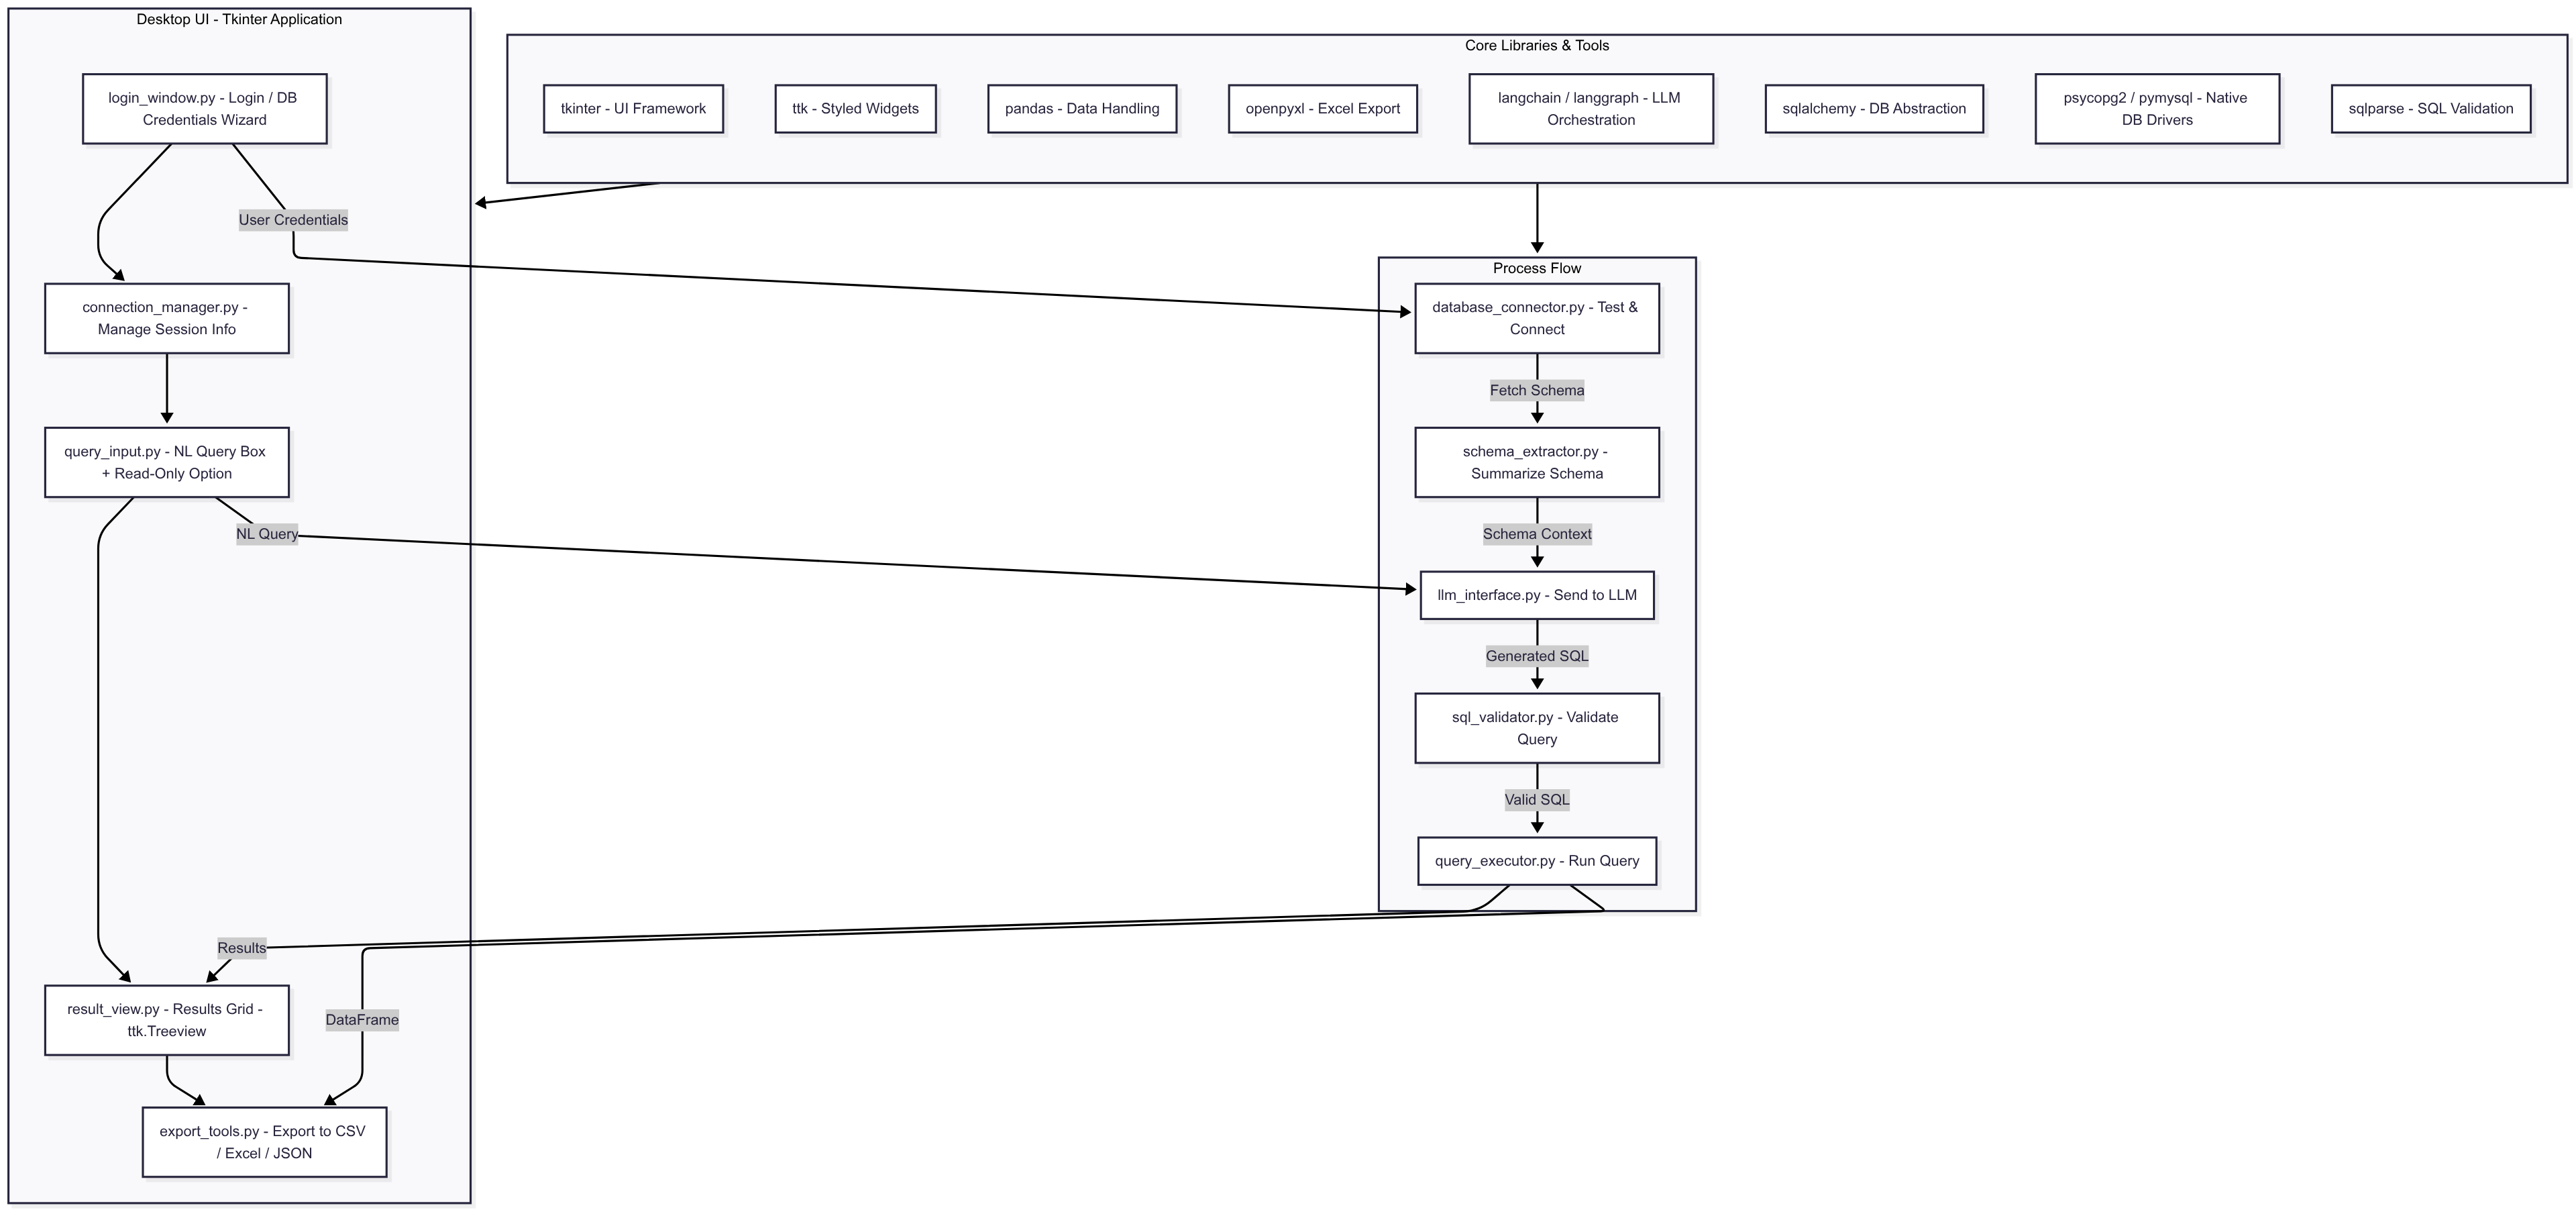 Desktop UI - Tkinter Application
login_window.py - Login / DB
Credentials Wizard
User Credentials
connection_manager.py -
Manage Session Info
query_input.py - NL Query Box
+ Read-Only Option
NL Query
Results
result_view.py - Results Grid -
ttk.Treeview
DataFrame
export_tools.py - Export to CSV
/ Excel / JSON
Core Libraries & Tools
tkinter - UI Framework
ttk - Styled Widgets
pandas - Data Handling
openpyxl - Excel Export
langchain / langgraph - LLM
Orchestration
sqlalchemy - DB Abstraction
psycopg2 / pymysql - Native
DB Drivers
sqlparse - SQL Validation
Process Flow
database_connector.py - Test &
Connect
Fetch Schema
schema_extractor.py -
Summarize Schema
Schema Context
llm_interface.py - Send to LLM
Generated SQL
sql_validator.py - Validate
Query
Valid SQL
query_executor.py - Run Query